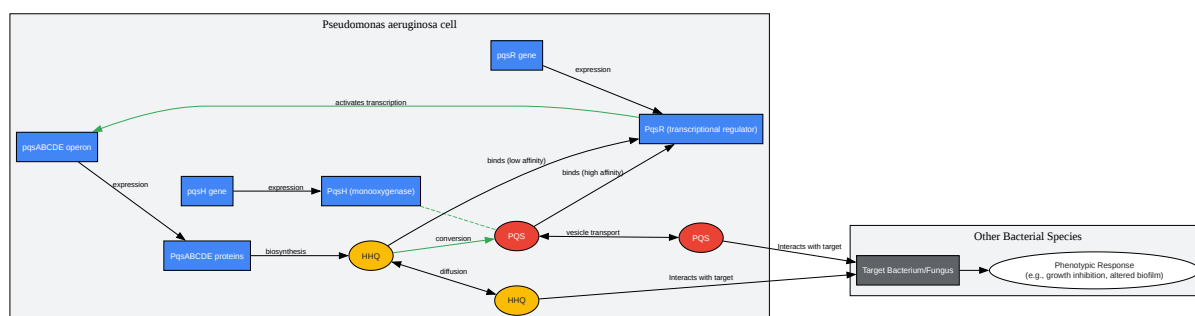 Pseudomonas aeruginosa cell
pqsR gene
expression
activates transcription
PqsR (transcriptional regulator)
pqsABCDE operon
binds (low affinity)
binds (high affinity)
expression
pqsH gene
expression
PqsH (monooxygenase)
PQS
vesicle transport
PQS
conversion
PqsABCDE proteins
biosynthesis
HHQ
diffusion
HHQ
Interacts with target
Interacts with target
Other Bacterial Species
Target Bacterium/Fungus
Phenotypic Response
(e.g., growth inhibition, altered biofilm)